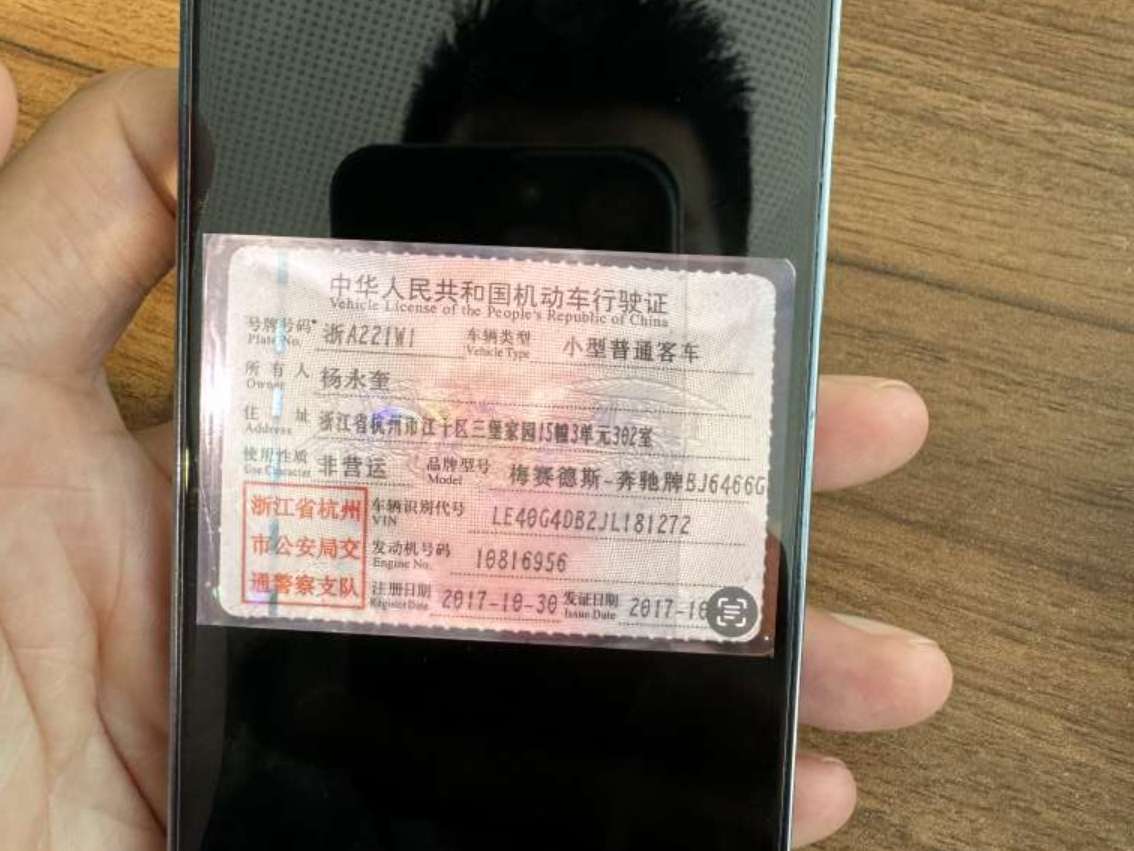 中华人民共和国机动车行驶证
Vehicle License of the People's Republic of China
号牌号码 浙A221W1 车辆类型 小型普通客车
Plate No. Vehicle Type
所有人 杨永奎
Owner
住址 浙江省杭州市江干区三堡家园15幢3单元302室
Address
使用性质 非营运 品牌型号 梅赛德斯-奔驰牌BJ6466G
Use Character Model
浙江省杭州
市公安局交
通警察支队
车辆识别代号 LE40G4DB2JL181272
VIN
发动机号码 10816956
Engine No.
注册日期 2017-10-30 发证日期 2017-10
Register Date Issue Date